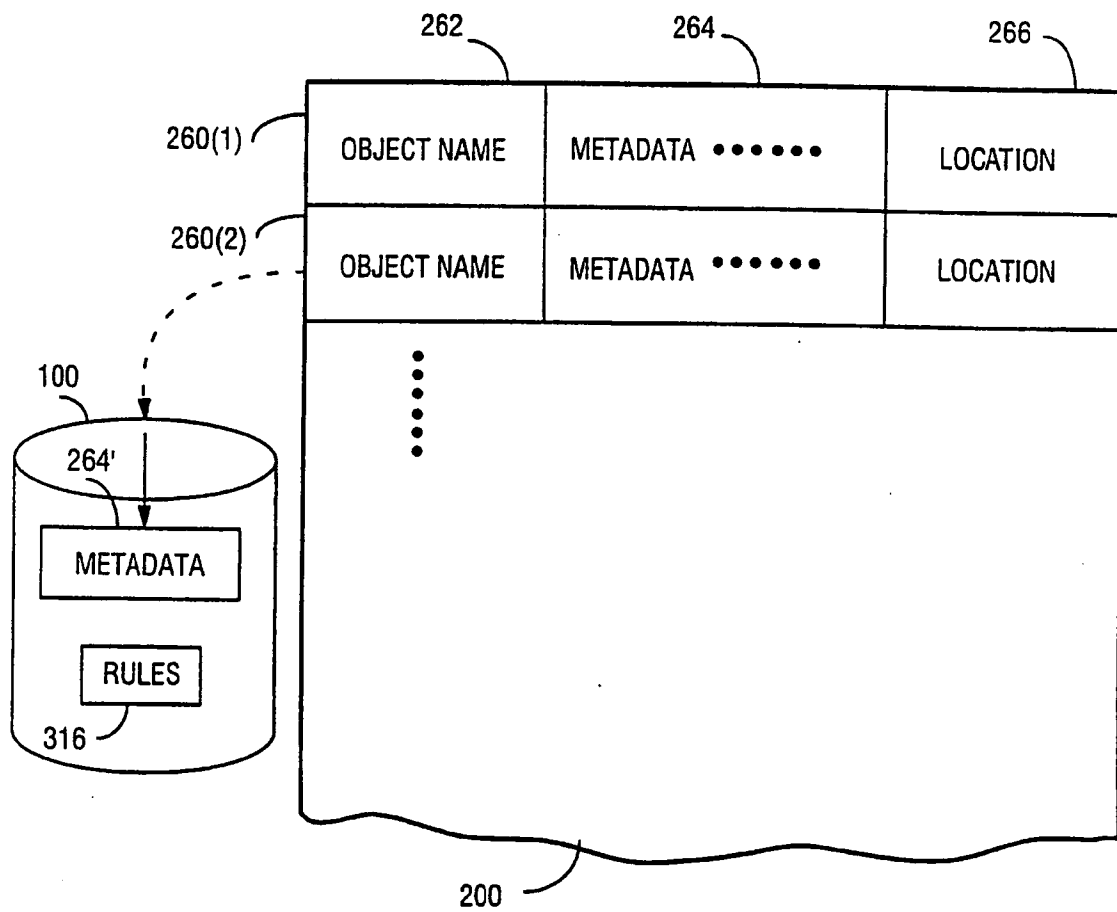 262
264
266
260(1)
OBJECT NAME
METADATA ••••••
LOCATION
260(2)
OBJECT NAME
METADATA ••••••
LOCATION
100
264'
METADATA
RULES
316
200